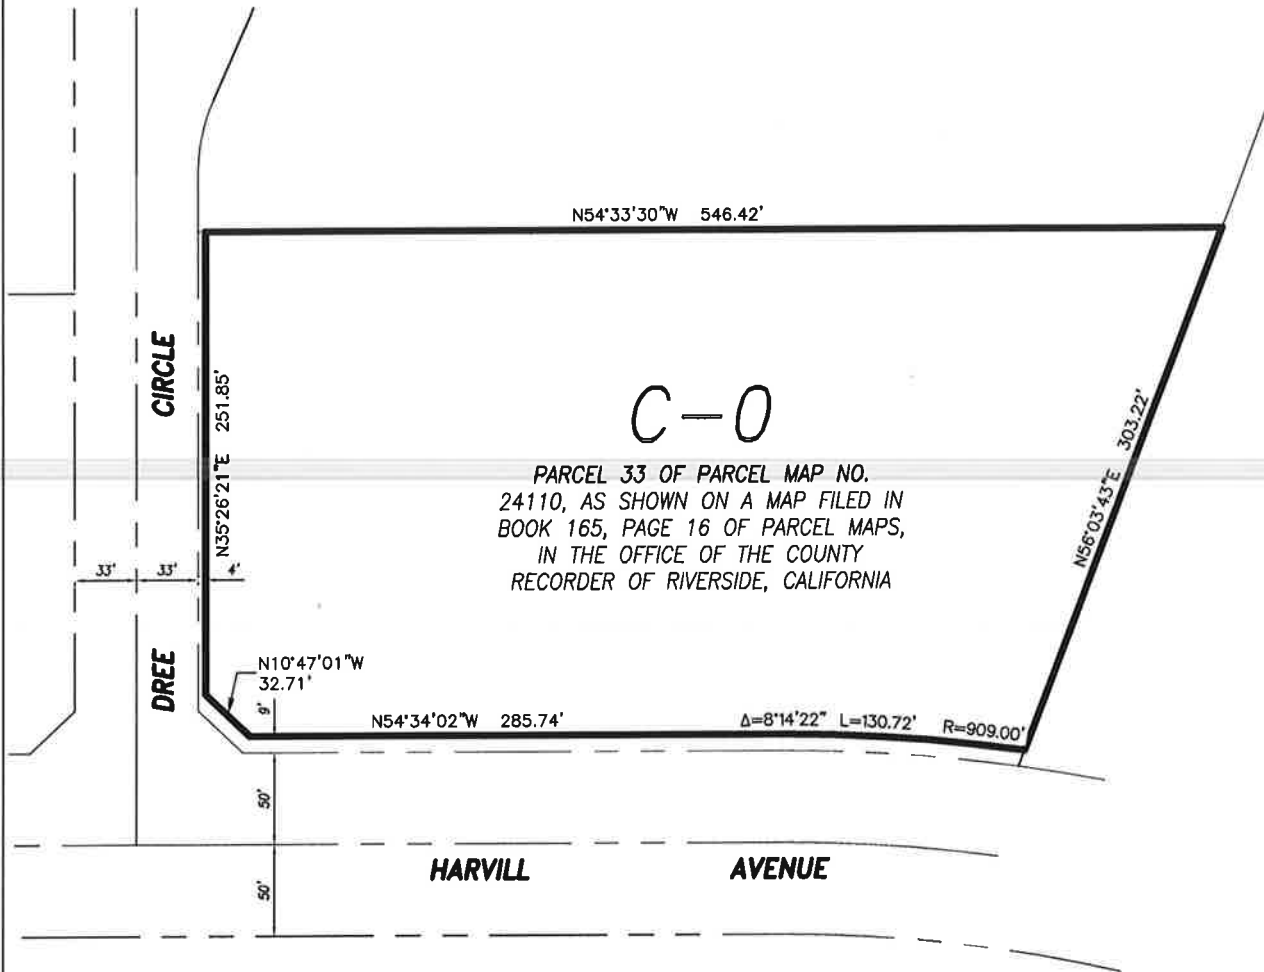 N54°33'30"W 546.42'
CIRCLE
N35°26'21"E 251.85'
C-O
PARCEL 33 OF PARCEL MAP NO.
24110, AS SHOWN ON A MAP FILED IN
BOOK 165, PAGE 16 OF PARCEL MAPS,
IN THE OFFICE OF THE COUNTY
RECORDER OF RIVERSIDE, CALIFORNIA
N56°03'43"E 303.22'
33' 33' 4'
DREE
N10°47'01"W
32.71'
9'
N54°34'02"W 285.74'
Δ=8°14'22" L=130.72' R=909.00'
50'
HARVILL AVENUE
50'